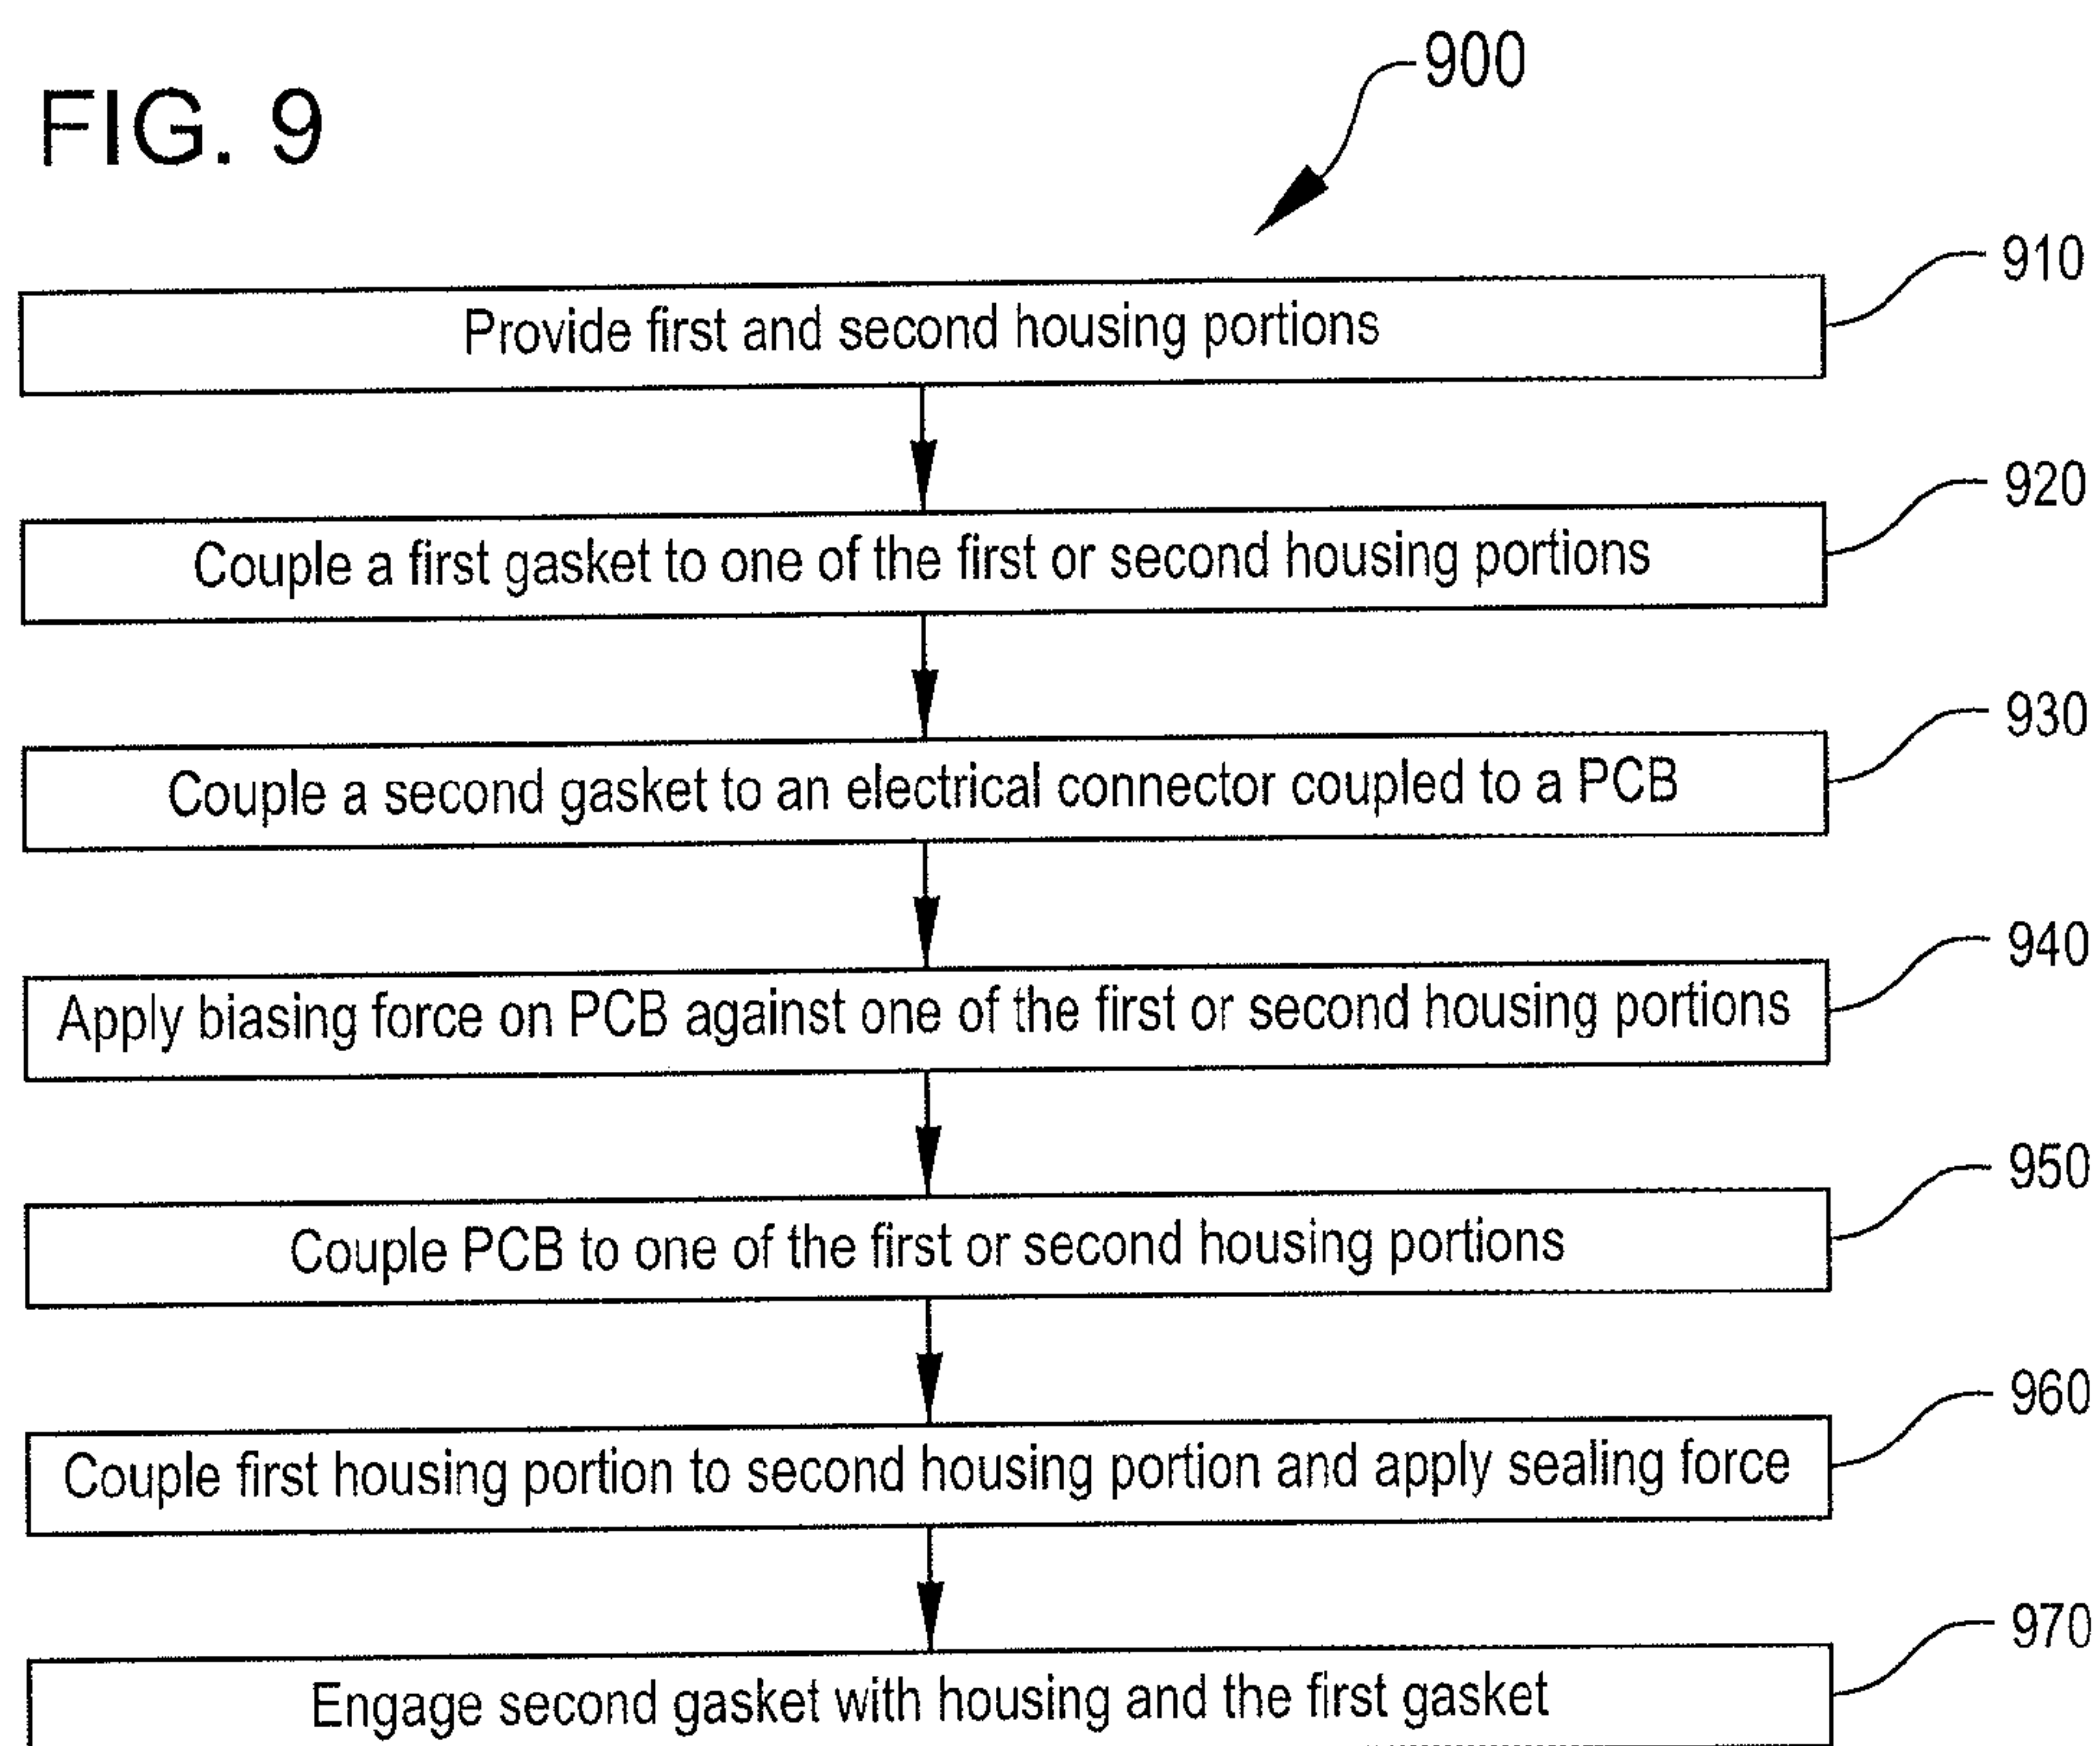 FIG. 9
900
910
Provide first and second housing portions
920
Couple a first gasket to one of the first or second housing portions
930
Couple a second gasket to an electrical connector coupled to a PCB
940
Apply biasing force on PCB against one of the first or second housing portions
950
Couple PCB to one of the first or second housing portions
960
Couple first housing portion to second housing portion and apply sealing force
970
Engage second gasket with housing and the first gasket